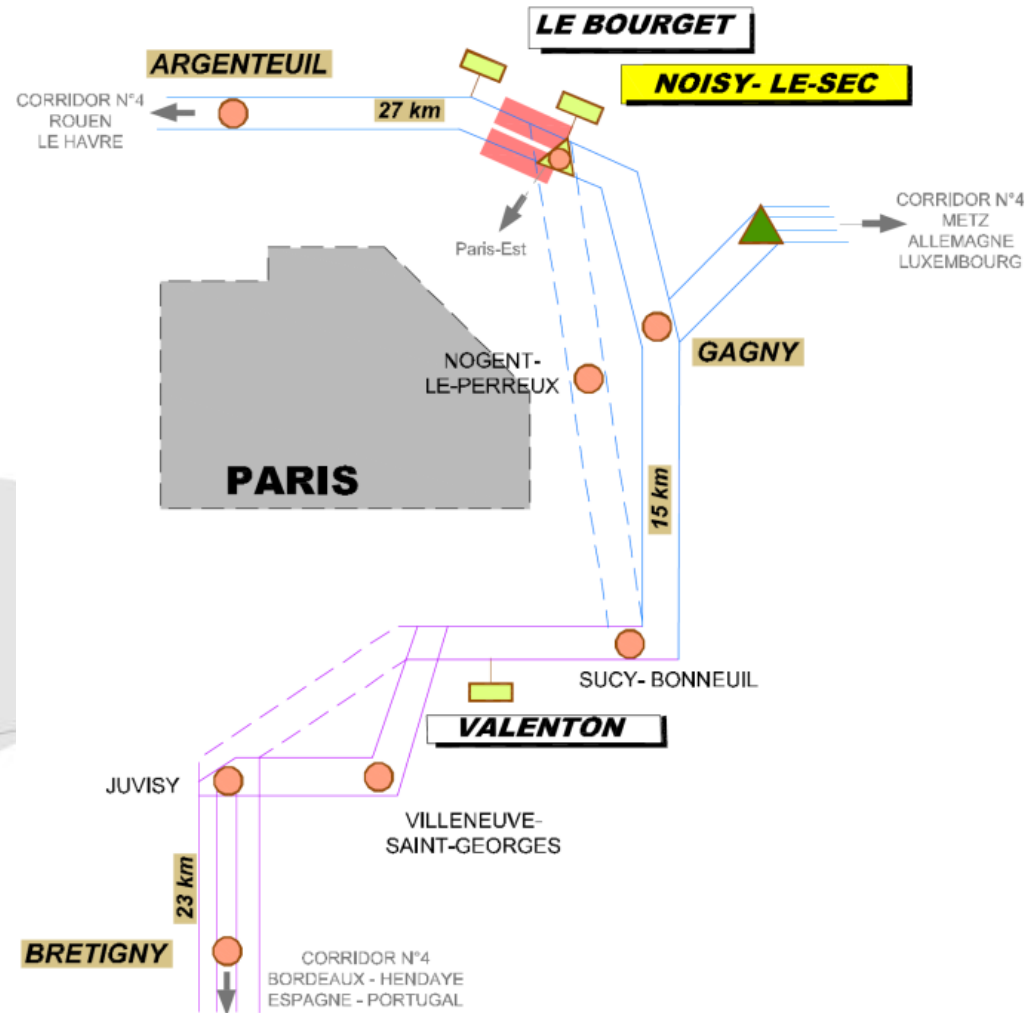 LE BOURGET
ARGENTEUIL
NOISY- LE-SEC
CORRIDOR N°4
ROUEN
LE HAVRE
27 km
CORRIDOR N°4
METZ
ALLEMAGNE
LUXEMBOURG
Paris-Est
GAGNY
NOGENT-
LE-PERREUX
PARIS
15 km
SUCY- BONNEUIL
VALENTON
JUVISY
VILLENEUVE-
SAINT-GEORGES
23 km
BRETIGNY
CORRIDOR N°4
BORDEAUX - HENDAYE
ESPAGNE - PORTUGAL